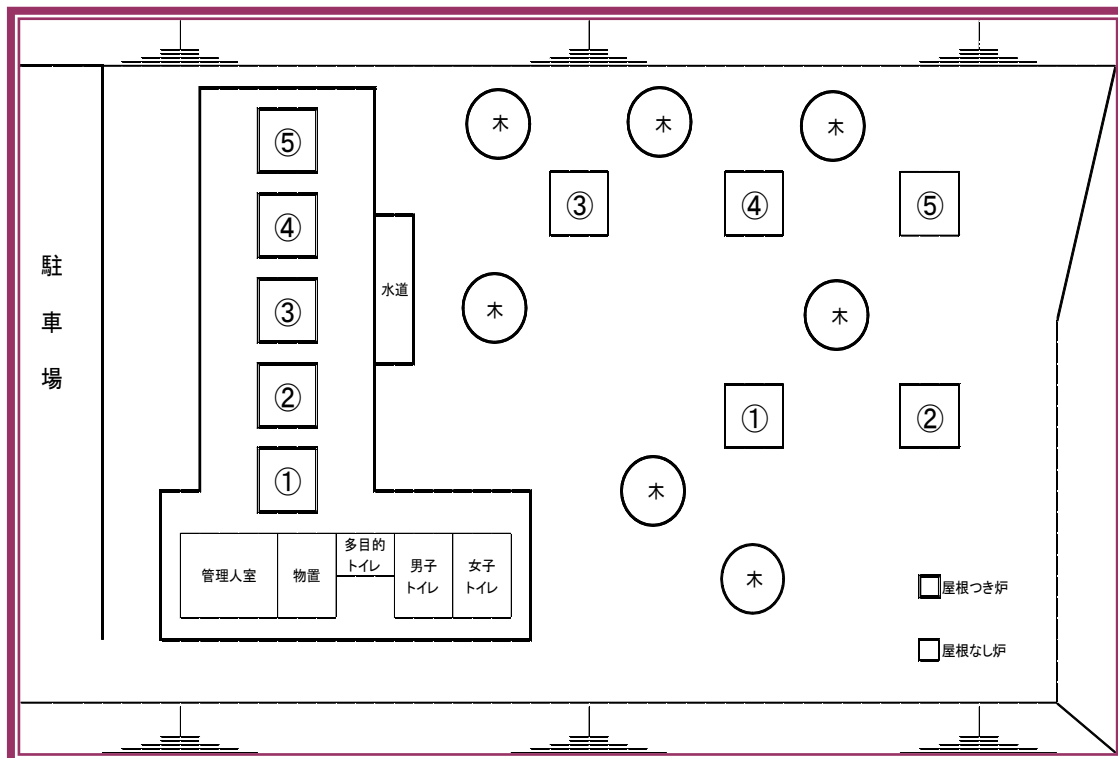 駐
車
場
⑤
④
③
②
①
水道
木
木
木
③
④
⑤
木
木
①
②
木
木
管理人室
物置
多目的
トイレ
男子
トイレ
女子
トイレ
屋根つき炉
屋根なし炉